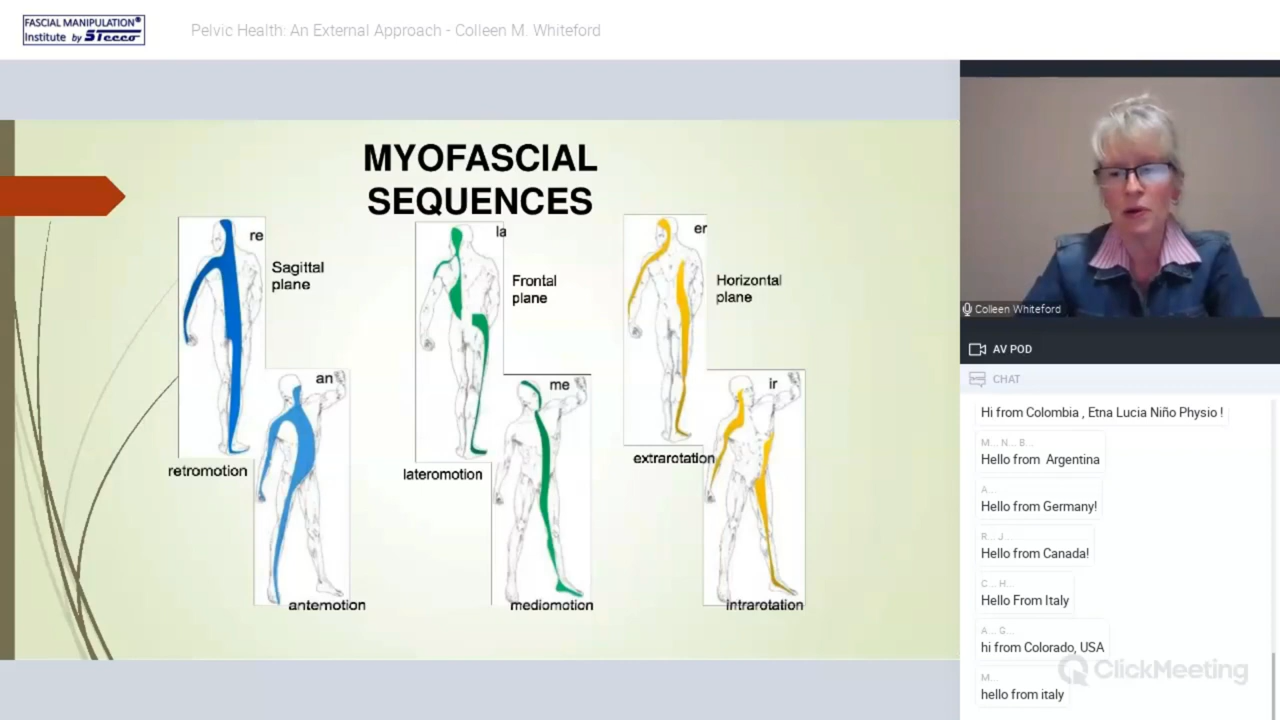 FASCIAL MANIPULATION®
Institute by Stecco
Pelvic Health: An External Approach - Colleen M. Whiteford
MYOFASCIAL
SEQUENCES
re
Sagittal
plane
an
retromotion
antemotion
la
Frontal
plane
me
lateromotion
mediomotion
er
Horizontal
plane
ir
extrarotation
intrarotation
Colleen Whiteford
AV POD
CHAT
Hi from Colombia , Etna Lucia Niño Physio !
M... N... B...
Hello from Argentina
A...
Hello from Germany!
R... J...
Hello from Canada!
C... H...
Hello From Italy
A... G...
hi from Colorado, USA
M...
hello from italy
ClickMeeting